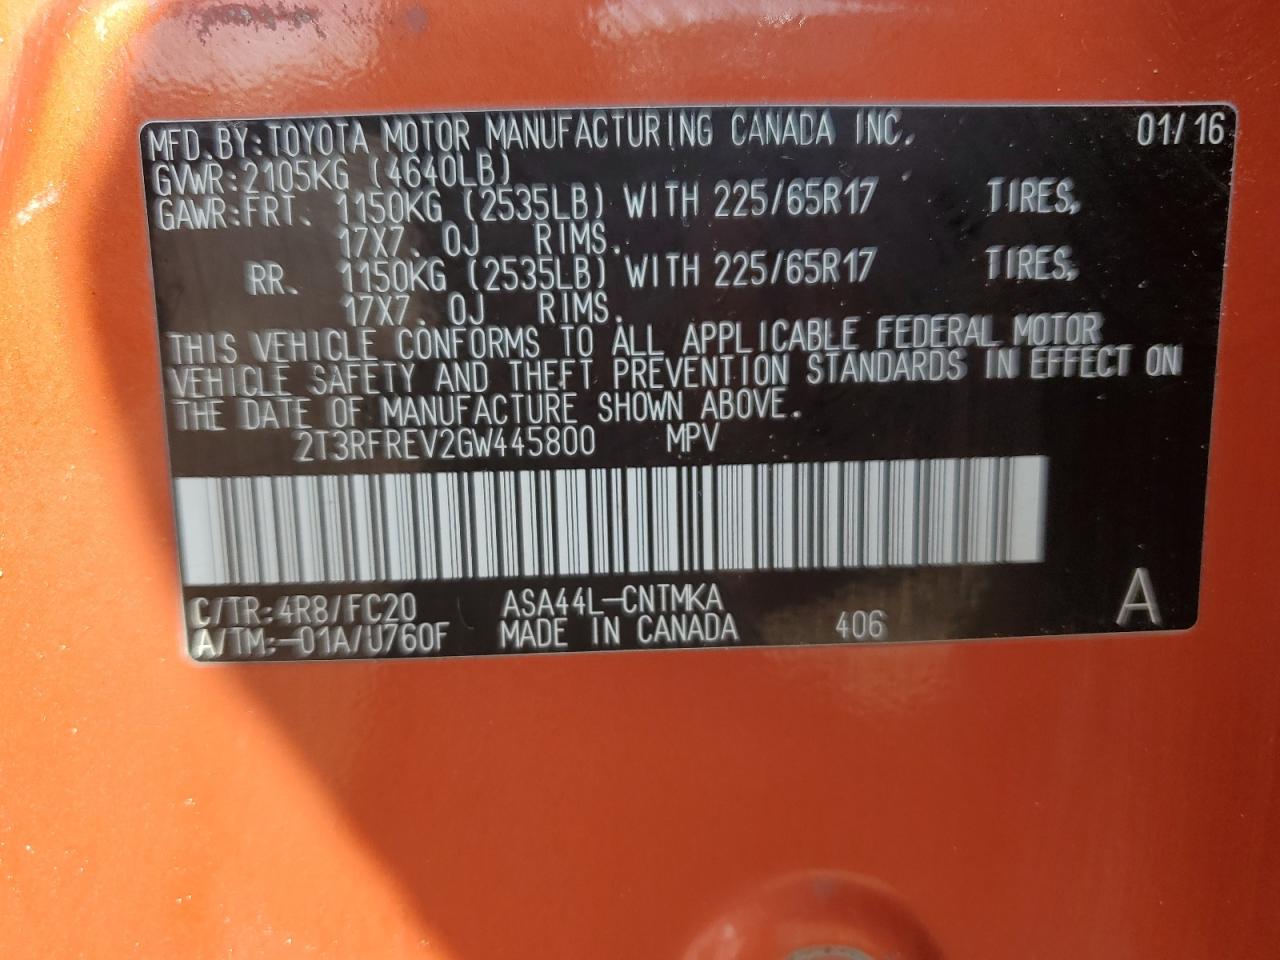 MFD. BY: TOYOTA MOTOR MANUFACTURING CANADA INC. 01/16
GVWR: 2105KG (4640LB)
GAWR: FRT. 1150KG (2535LB) WITH 225/65R17 TIRES,
17X7. 0J RIMS.
RR. 1150KG (2535LB) WITH 225/65R17 TIRES,
17X7. 0J RIMS.
THIS VEHICLE CONFORMS TO ALL APPLICABLE FEDERAL MOTOR
VEHICLE SAFETY AND THEFT PREVENTION STANDARDS IN EFFECT ON
THE DATE OF MANUFACTURE SHOWN ABOVE.
2T3RFREV2GW445800 MPV
C/TR: 4R8/FC20 ASA44L-CNTMKA A
A/TM: -01A/U760F MADE IN CANADA 406